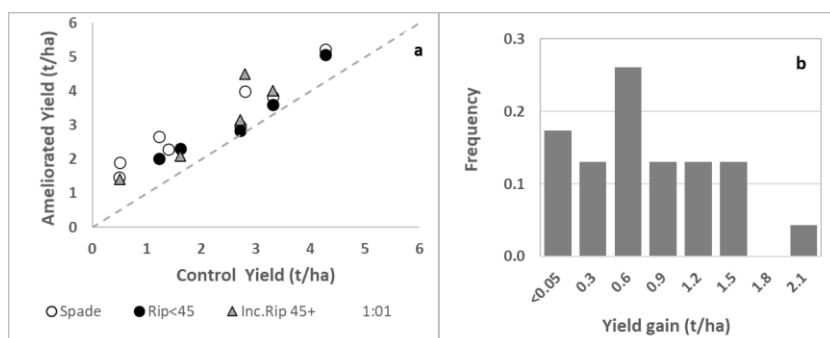 6
5
4
3
2
1
0
Ameliorated Yield (t/ha)
a
0 1 2 3 4 5 6
Control Yield (t/ha)
Spade Rip<45 Inc.Rip 45+ 1:01
0.3
0.2
0.1
0.0
Frequency
b
<0.05 0.3 0.6 0.9 1.2 1.5 1.8 2.1
Yield gain (t/ha)